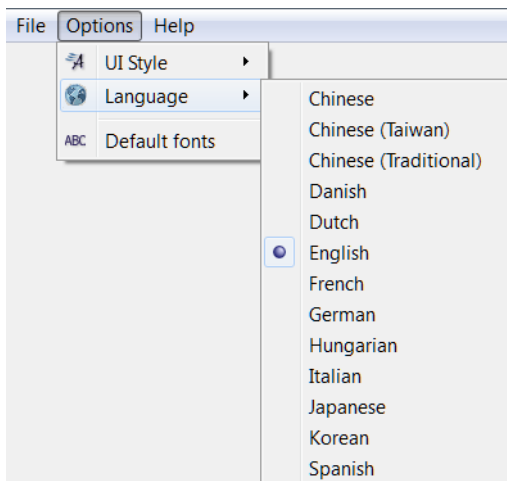 File Options Help
UI Style
Language
ABC Default fonts
Chinese
Chinese (Taiwan)
Chinese (Traditional)
Danish
Dutch
English
French
German
Hungarian
Italian
Japanese
Korean
Spanish